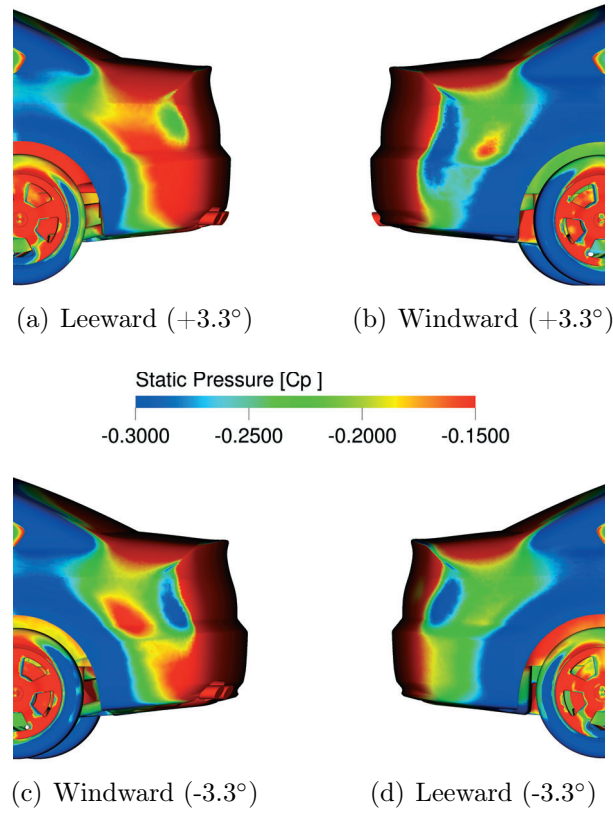 (a) Leeward (+3.3°)
(b) Windward (+3.3°)
Static Pressure [Cp ]
-0.3000 -0.2500 -0.2000 -0.1500
(c) Windward (-3.3°)
(d) Leeward (-3.3°)